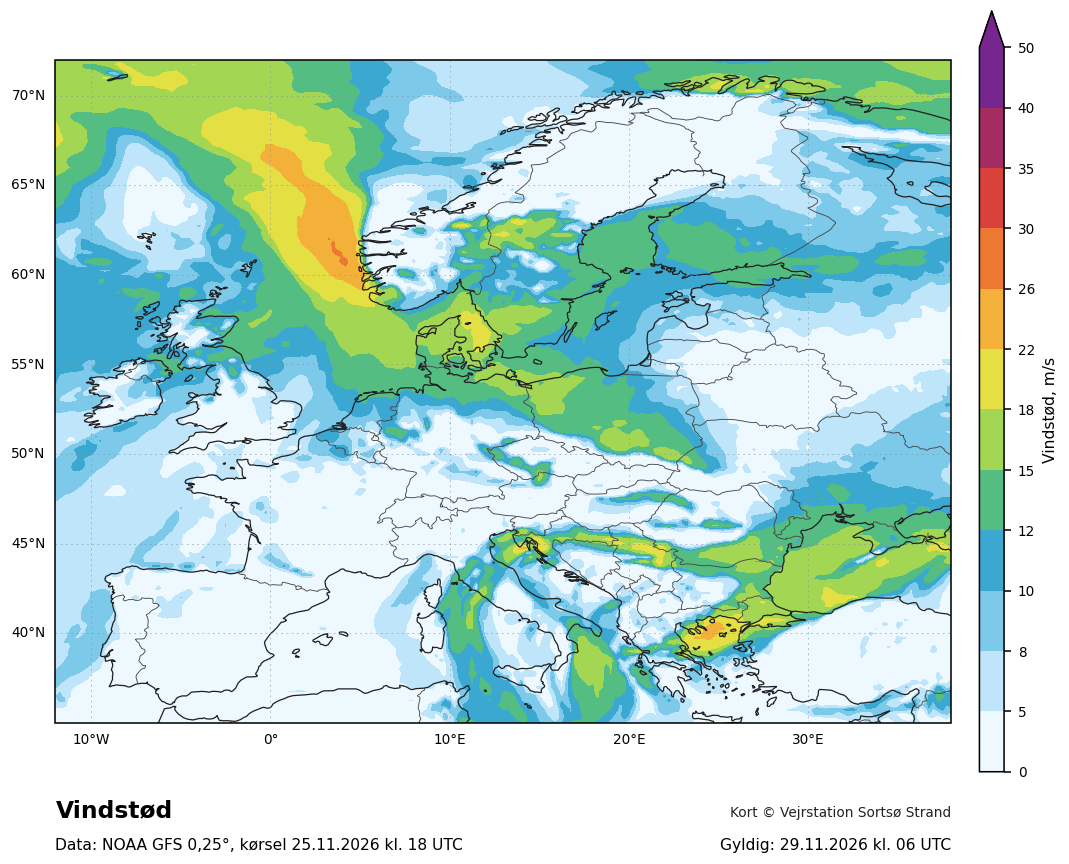 50
40
35
30
26
22
18
15
12
10
8
5
0
Vindstød, m/s
70°N
65°N
60°N
55°N
50°N
45°N
40°N
10°W
0°
10°E
20°E
30°E
Vindstød
Kort © Vejrstation Sortsø Strand
Data: NOAA GFS 0,25°, kørsel 25.11.2026 kl. 18 UTC
Gyldig: 29.11.2026 kl. 06 UTC